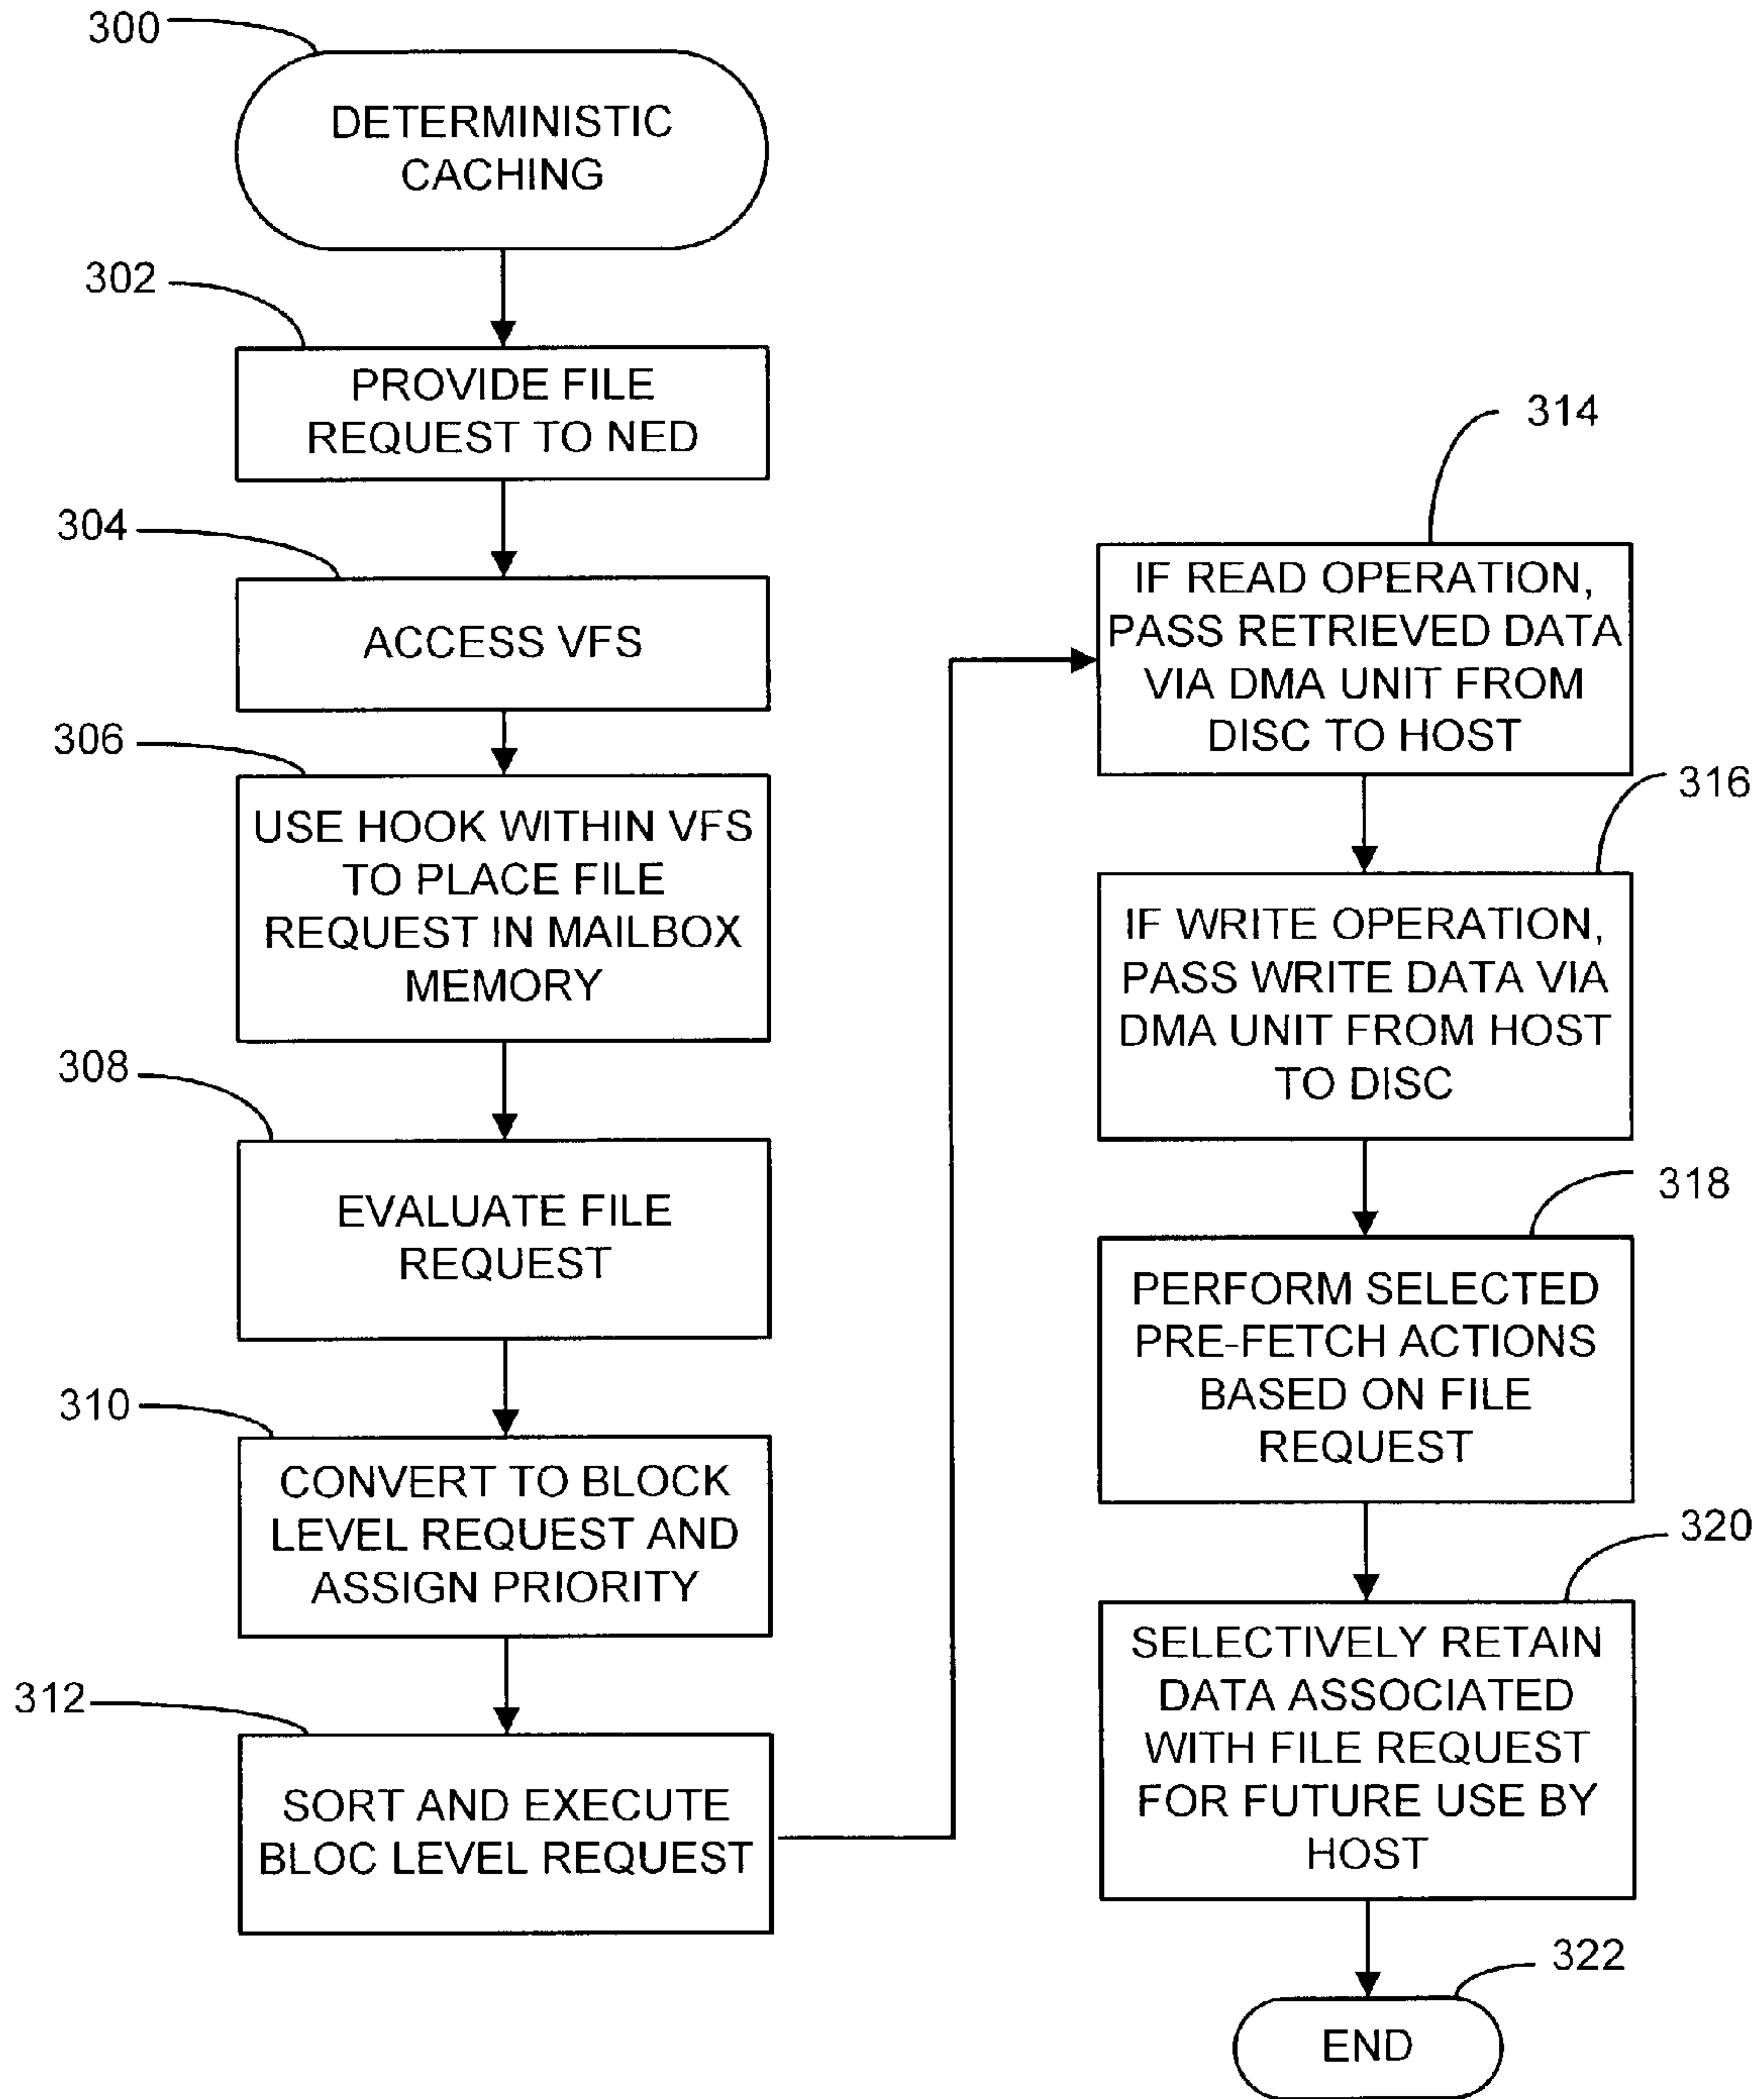 300
DETERMINISTIC
CACHING
302
PROVIDE FILE
REQUEST TO NED
304
ACCESS VFS
306
USE HOOK WITHIN VFS
TO PLACE FILE
REQUEST IN MAILBOX
MEMORY
308
EVALUATE FILE
REQUEST
310
CONVERT TO BLOCK
LEVEL REQUEST AND
ASSIGN PRIORITY
312
SORT AND EXECUTE
BLOC LEVEL REQUEST
314
IF READ OPERATION,
PASS RETRIEVED DATA
VIA DMA UNIT FROM
DISC TO HOST
316
IF WRITE OPERATION,
PASS WRITE DATA VIA
DMA UNIT FROM HOST
TO DISC
318
PERFORM SELECTED
PRE-FETCH ACTIONS
BASED ON FILE
REQUEST
320
SELECTIVELY RETAIN
DATA ASSOCIATED
WITH FILE REQUEST
FOR FUTURE USE BY
HOST
322
END